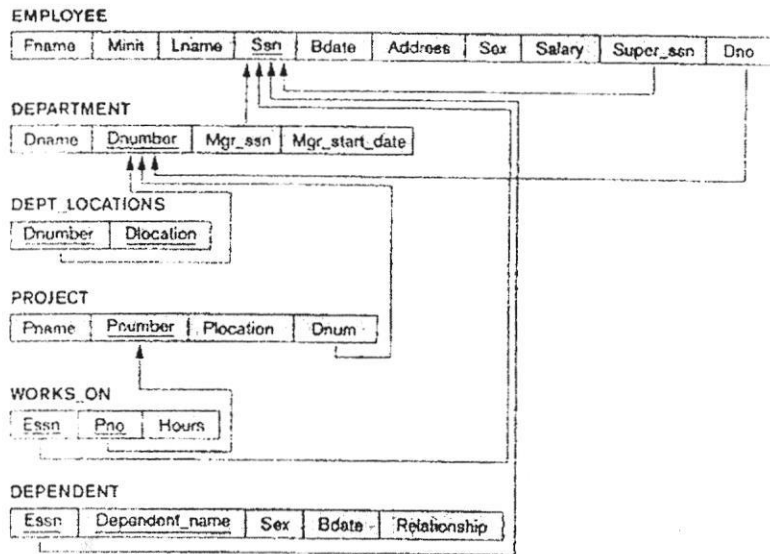 EMPLOYEE
Fname Minit Lname Ssn Bdate Address Sex Salary Super_ssn Dno
DEPARTMENT
Dname Dnumber Mgr_ssn Mgr_start_date
DEPT_LOCATIONS
Dnumber Dlocation
PROJECT
Pname Pnumber Plocation Dnum
WORKS_ON
Essn Pno Hours
DEPENDENT
Essn Dependent_name Sex Bdate Relationship